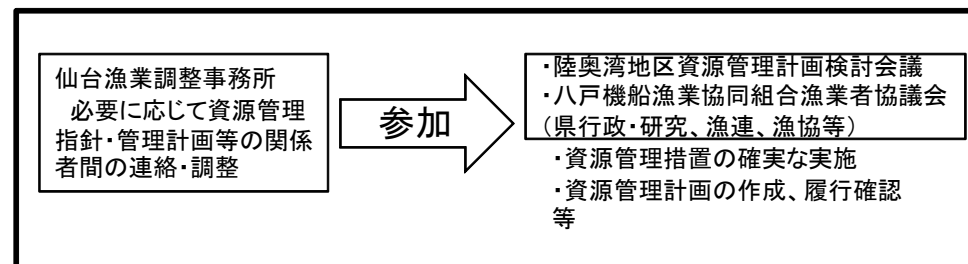 仙台漁業調整事務所
必要に応じて資源管理
指針・管理計画等の関係
者間の連絡・調整
参加
・陸奥湾地区資源管理計画検討会議
・八戸機船漁業協同組合漁業者協議会
（県行政・研究、漁連、漁協等）
・資源管理措置の確実な実施
・資源管理計画の作成、履行確認
等